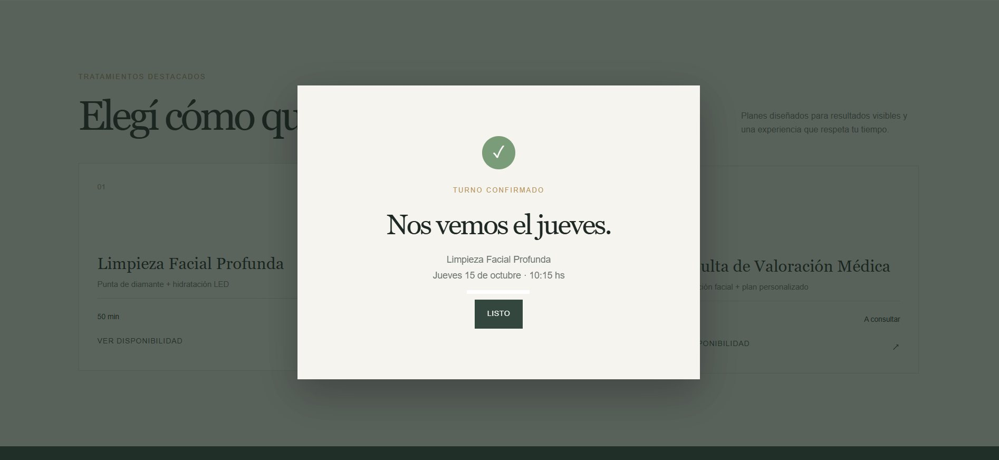 TRATAMIENTOS DESTACADOS
Elegí cómo
Planes diseñados para resultados visibles y
una experiencia que respeta tu tiempo.
01
Limpieza Facial Profunda
Punta de diamante + hidratación LED
50 min
VER DISPONIBILIDAD
✓
TURNO CONFIRMADO
Nos vemos el jueves.
Limpieza Facial Profunda
Jueves 15 de octubre · 10:15 hs
LISTO
ulta de Valoración Médica
ción facial + plan personalizado
A consultar
PONIBILIDAD
↗